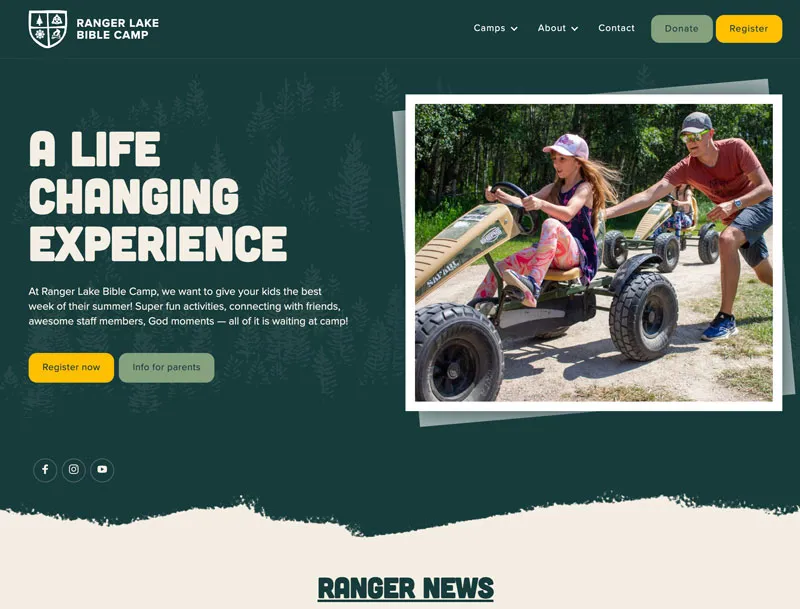 RANGER LAKE
BIBLE CAMP
Camps
About
Contact
Donate
Register
A LIFE
CHANGING
EXPERIENCE
At Ranger Lake Bible Camp, we want to give your kids the best
week of their summer! Super fun activities, connecting with friends,
awesome staff members, God moments — all of it is waiting at camp!
Register now
Info for parents
SAFARI
RANGER NEWS